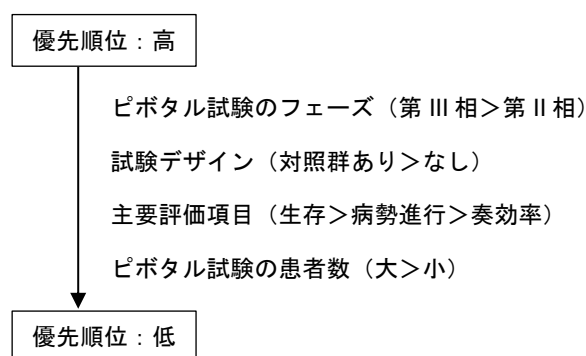 優先順位：高
ピボタル試験のフェーズ（第 III 相＞第 II 相）
試験デザイン（対照群あり＞なし）
主要評価項目（生存＞病勢進行＞奏効率）
ピボタル試験の患者数（大＞小）
優先順位：低